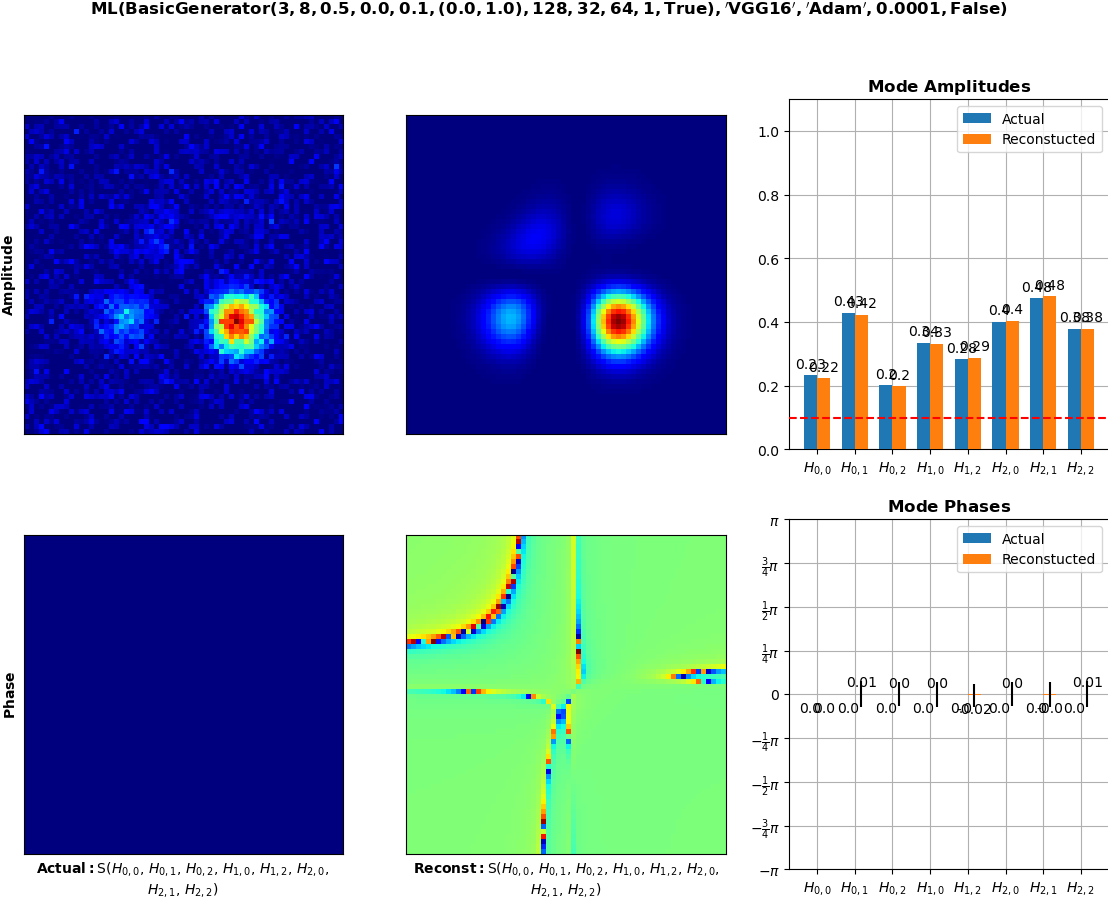 ML(BasicGenerator(3, 8, 0.5, 0.0, 0.1, (0.0, 1.0), 128, 32, 64, 1, True), 'VGG16', 'Adam', 0.0001, False)
Amplitude
Mode Amplitudes
Actual
Reconstucted
1.0
0.8
0.6
0.4
0.2
0.0
0.23 0.22 0.43 0.42 0.2 0.2 0.34 0.33 0.28 0.29 0.4 0.4 0.48 0.48 0.38 0.38
H0,0 H0,1 H0,2 H1,0 H1,2 H2,0 H2,1 H2,2
Phase
Mode Phases
Actual
Reconstucted
π
3/4π
1/2π
1/4π
0
−1/4π
−1/2π
−3/4π
−π
0.01 0.0 0.0 0.0 0.01
0.0 0.0 0.0 0.0 0.0 0.0 -0.02 0.0 0.0 0.0 0.0
H0,0 H0,1 H0,2 H1,0 H1,2 H2,0 H2,1 H2,2
Actual: S(H0,0, H0,1, H0,2, H1,0, H1,2, H2,0,
H2,1, H2,2)
Reconst: S(H0,0, H0,1, H0,2, H1,0, H1,2, H2,0,
H2,1, H2,2)